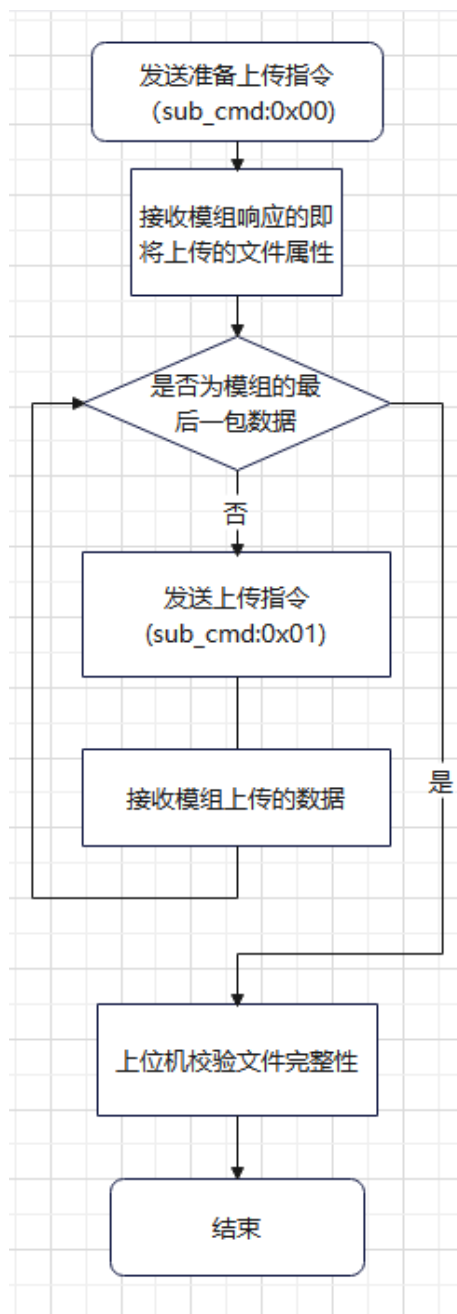 发送准备上传指令
（sub_cmd:0x00)
接收模组响应的即
将上传的文件属性
是否为模组的最
后一包数据
否
发送上传指令
(sub_cmd:0x01)
接收模组上传的数据
是
上位机校验文件完整性
结束